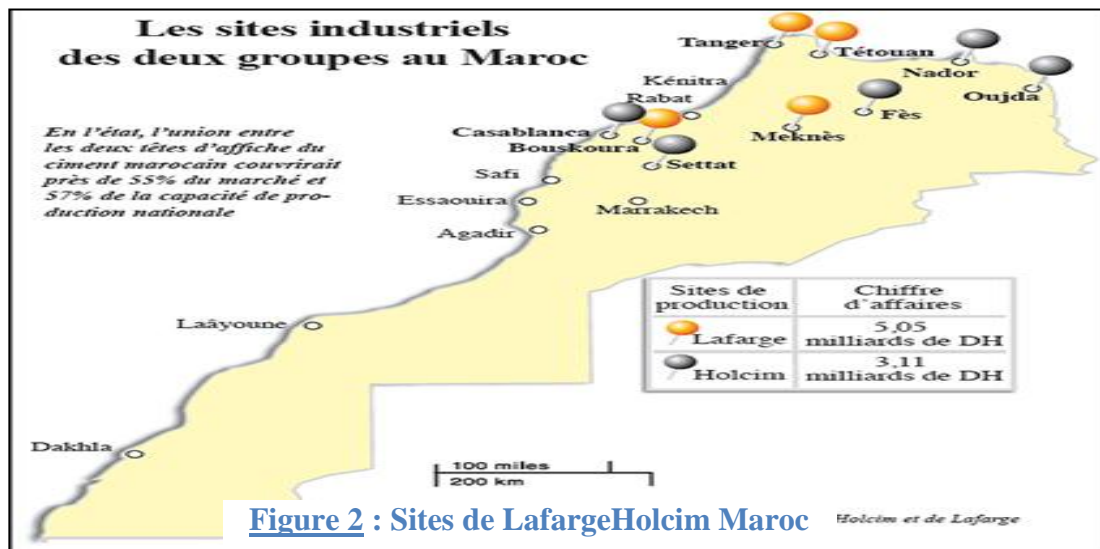 Les sites industriels
des deux groupes au Maroc
En l'état, l'union entre
les deux têtes d'affiche du
ciment marocain couvrirait
près de 55% du marché et
57% de la capacité de pro-
duction nationale
Tanger
Tétouan
Nador
Oujda
Kénitra
Rabat
Fès
Casablanca
Meknès
Bouskoura
Settat
Safi
Essaouira
Marrakech
Agadir
Laâyoune
Dakhla
Sites de production
Chiffre d'affaires
Lafarge
5,05 milliards de DH
Holcim
3,11 milliards de DH
100 miles
200 km
Figure 2 : Sites de LafargeHolcim Maroc
Holcim et de Lafarge